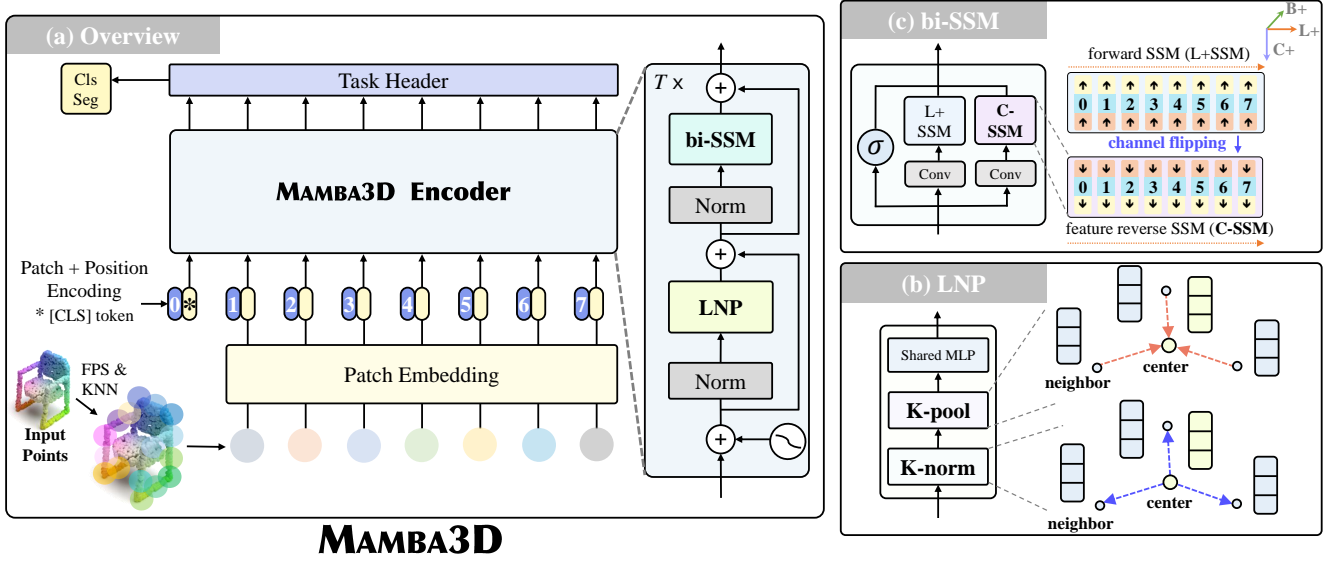 (a) Overview
Cls
Seg
Task Header
MAMBA3D Encoder
Patch + Position
Encoding
* [CLS] token
0 * 1 2 3 4 5 6 7
Patch Embedding
FPS &
KNN
Input
Points
T x
+
bi-SSM
Norm
+
LNP
Norm
+
MAMBA3D
(c) bi-SSM
σ
L+
SSM
C-
SSM
Conv
Conv
B+
L+
C+
forward SSM (L+SSM)
0 1 2 3 4 5 6 7
channel flipping
0 1 2 3 4 5 6 7
feature reverse SSM (C-SSM)
(b) LNP
Shared MLP
K-pool
K-norm
neighbor
center
neighbor
center